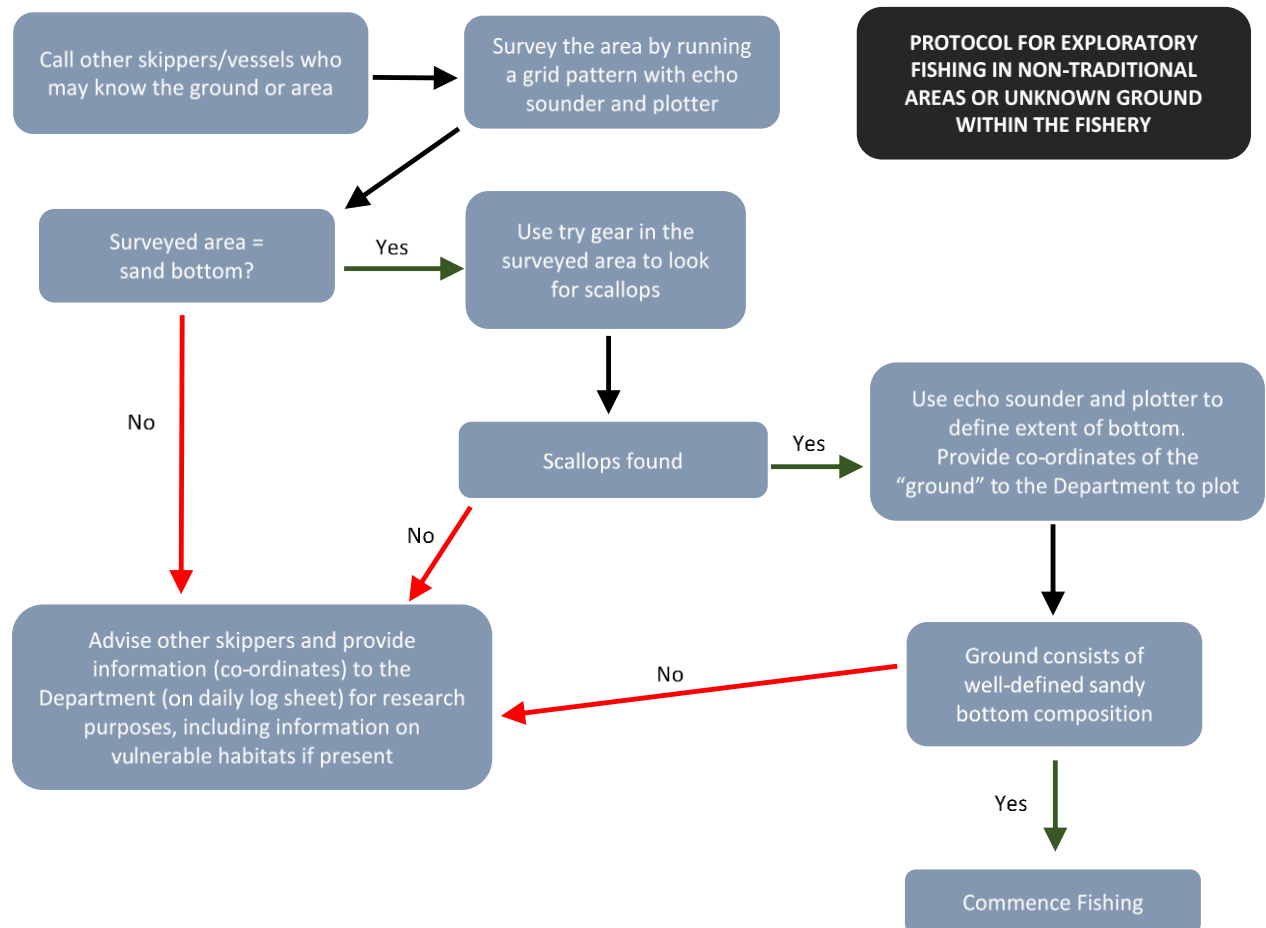 Call other skippers/vessels who
may know the ground or area
Survey the area by running
a grid pattern with echo
sounder and plotter
PROTOCOL FOR EXPLORATORY
FISHING IN NON-TRADITIONAL
AREAS OR UNKNOWN GROUND
WITHIN THE FISHERY
Surveyed area =
sand bottom?
Yes
Use try gear in the
surveyed area to look
for scallops
No
Scallops found
Yes
Use echo sounder and plotter to
define extent of bottom.
Provide co-ordinates of the
“ground” to the Department to plot
No
Advise other skippers and provide
information (co-ordinates) to the
Department (on daily log sheet) for research
purposes, including information on
vulnerable habitats if present
No
Ground consists of
well-defined sandy
bottom composition
Yes
Commence Fishing